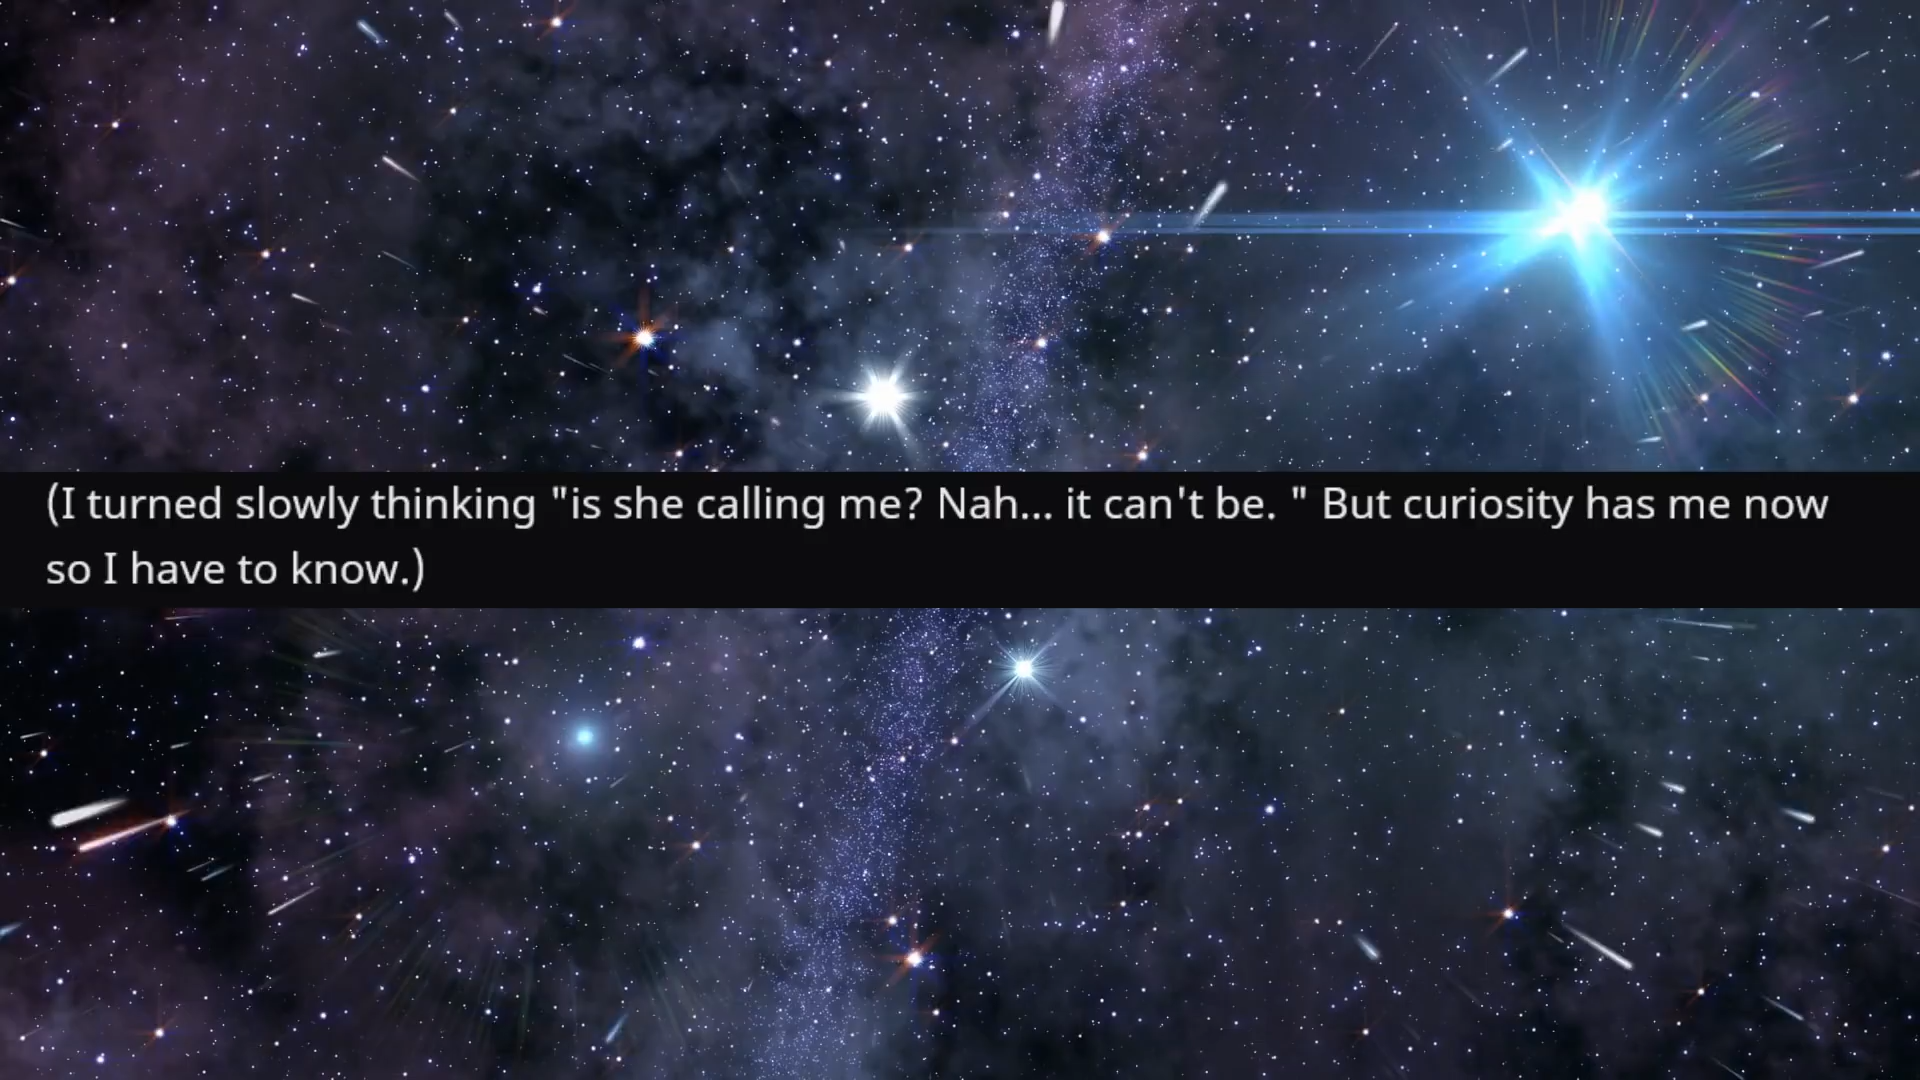 (I turned slowly thinking "is she calling me? Nah... it can't be. " But curiosity has me now
so I have to know.)